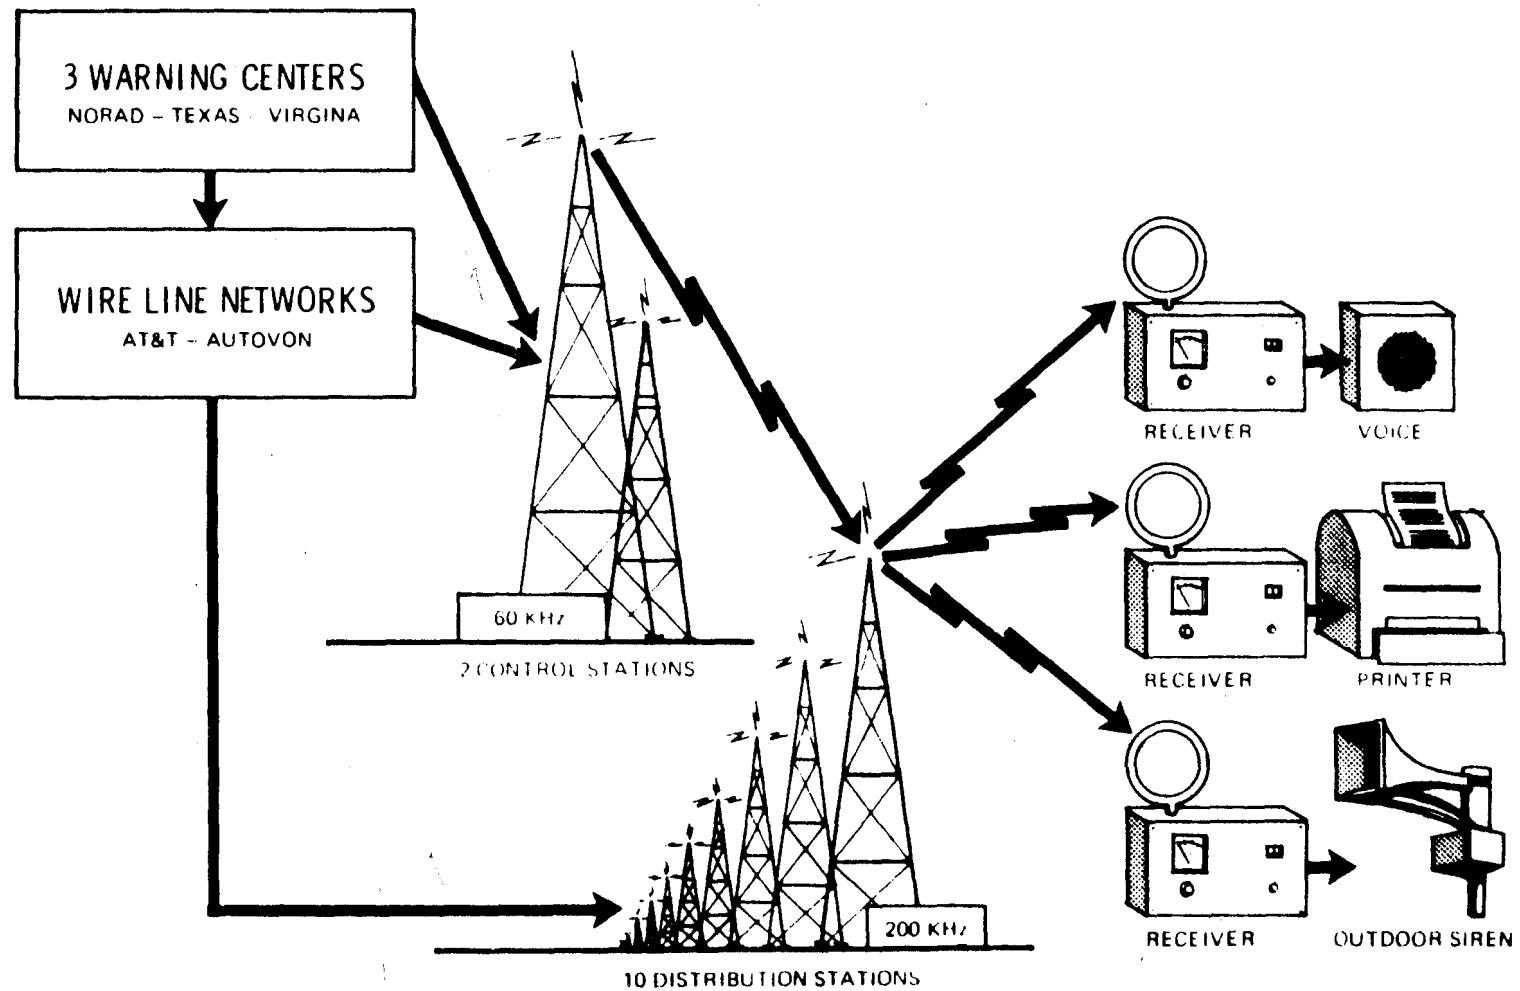 3 WARNING CENTERS
NORAD – TEXAS VIRGINA
WIRE LINE NETWORKS
AT&T – AUTOVON
60 KHz
2 CONTROL STATIONS
200 KHz
10 DISTRIBUTION STATIONS
RECEIVER
VOICE
RECEIVER
PRINTER
RECEIVER
OUTDOOR SIREN